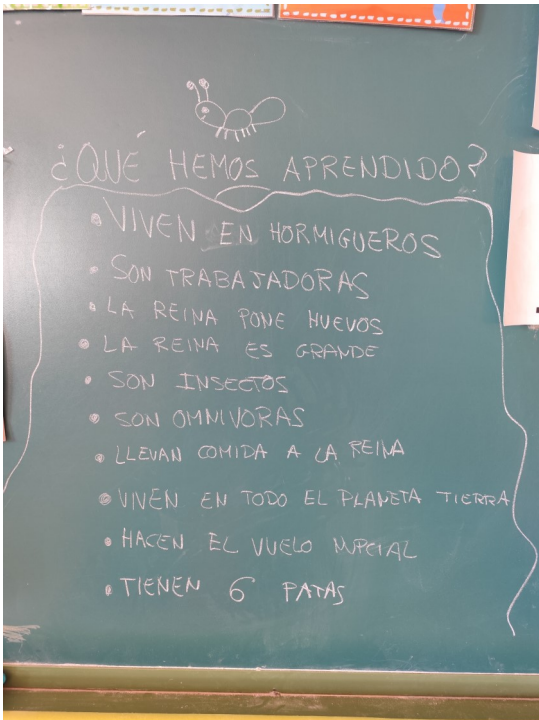 ¿QUÉ HEMOS APRENDIDO?
• VIVEN EN HORMIGUEROS
• SON TRABAJADORAS
• LA REINA PONE HUEVOS
• LA REINA ES GRANDE
• SON INSECTOS
• SON OMNIVORAS
• LLEVAN COMIDA A LA REINA
• VIVEN EN TODO EL PLANETA TIERRA
• HACEN EL VUELO NUPCIAL
• TIENEN 6 PATAS